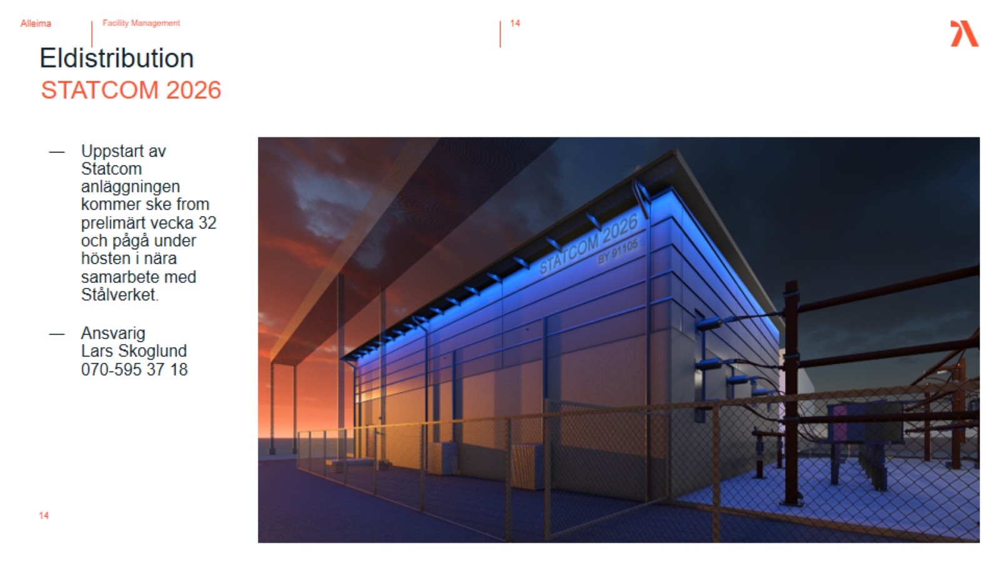 Alleima
Facility Management
14
Eldistribution
STATCOM 2026
— Uppstart av
Statcom
anläggningen
kommer ske from
prelimärt vecka 32
och pågå under
hösten i nära
samarbete med
Stålverket.
— Ansvarig
Lars Skoglund
070-595 37 18
STATCOM 2026
BY 91105
14